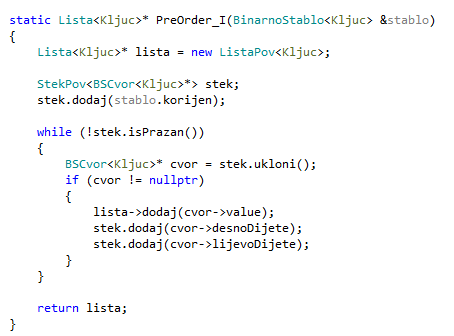 static Lista<Kljuc>* PreOrder_I(BinarnoStablo<Kljuc> &stablo)
{
    Lista<Kljuc>* lista = new ListaPov<Kljuc>;

    StekPov<BSCvor<Kljuc>*> stek;
    stek.dodaj(stablo.korijen);

    while (!stek.isPrazan())
    {
        BSCvor<Kljuc>* cvor = stek.ukloni();
        if (cvor != nullptr)
        {
            lista->dodaj(cvor->value);
            stek.dodaj(cvor->desnoDijete);
            stek.dodaj(cvor->lijevoDijete);
        }
    }

    return lista;
}